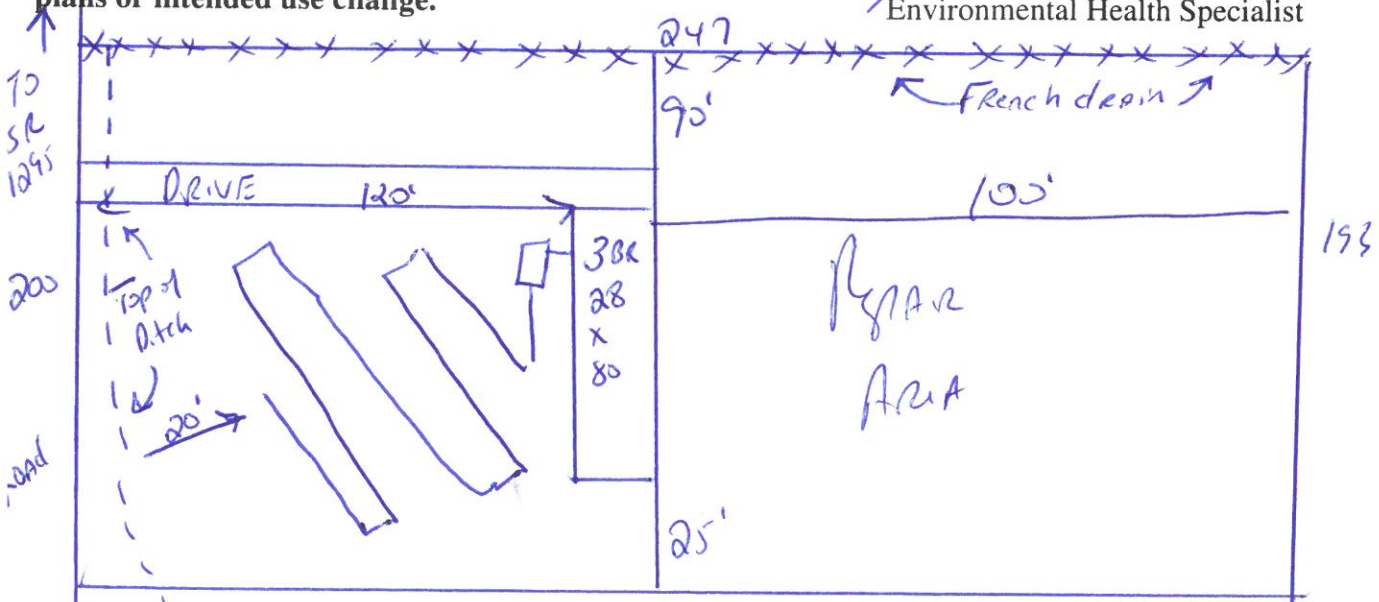 plans or intended use change.
Environmental Health Specialist
247
TO
SR
1295
90'
French drain
DRIVE
120'
100'
193
200
Top of
Ditch
3BR
28
x
80
20'
AREA
25'